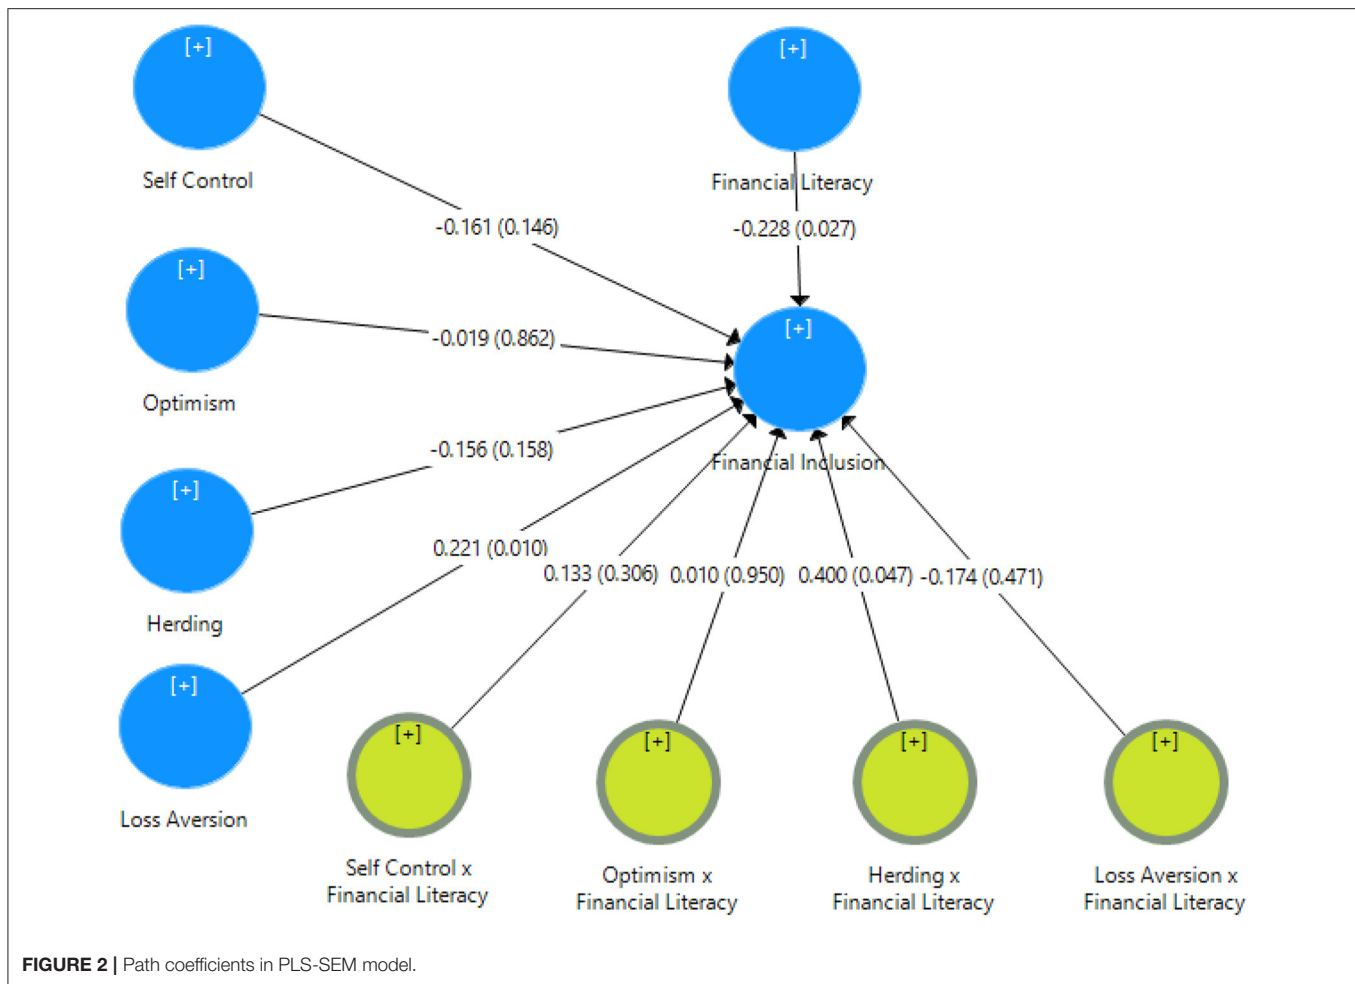 [+]
Self Control
[+]
Financial Literacy
-0.161 (0.146)
-0.228 (0.027)
[+]
Optimism
-0.019 (0.862)
[+]
Financial Inclusion
[+]
Herding
-0.156 (0.158)
[+]
Loss Aversion
0.221 (0.010)
0.133 (0.306)
0.010 (0.950)
0.400 (0.047)
-0.174 (0.471)
[+]
Self Control x
Financial Literacy
[+]
Optimism x
Financial Literacy
[+]
Herding x
Financial Literacy
[+]
Loss Aversion x
Financial Literacy
FIGURE 2 | Path coefficients in PLS-SEM model.